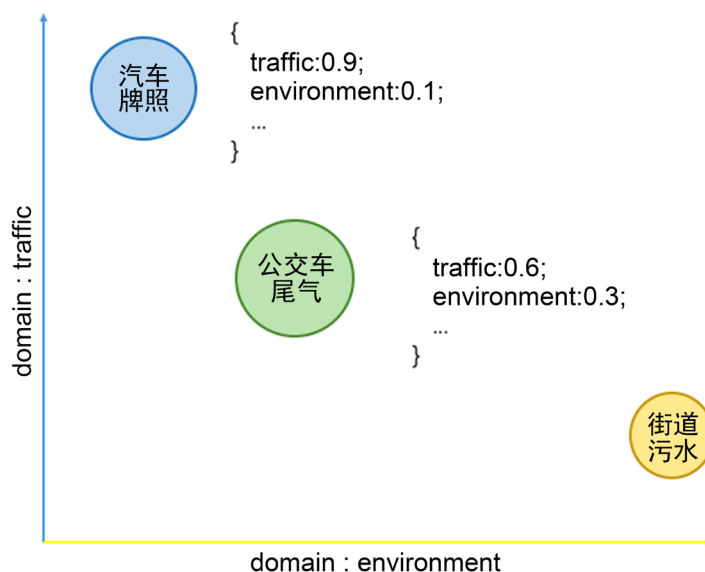 汽车
牌照
{
traffic:0.9;
environment:0.1;
...
}
公交车
尾气
{
traffic:0.6;
environment:0.3;
...
}
街道
污水
domain : traffic
domain : environment